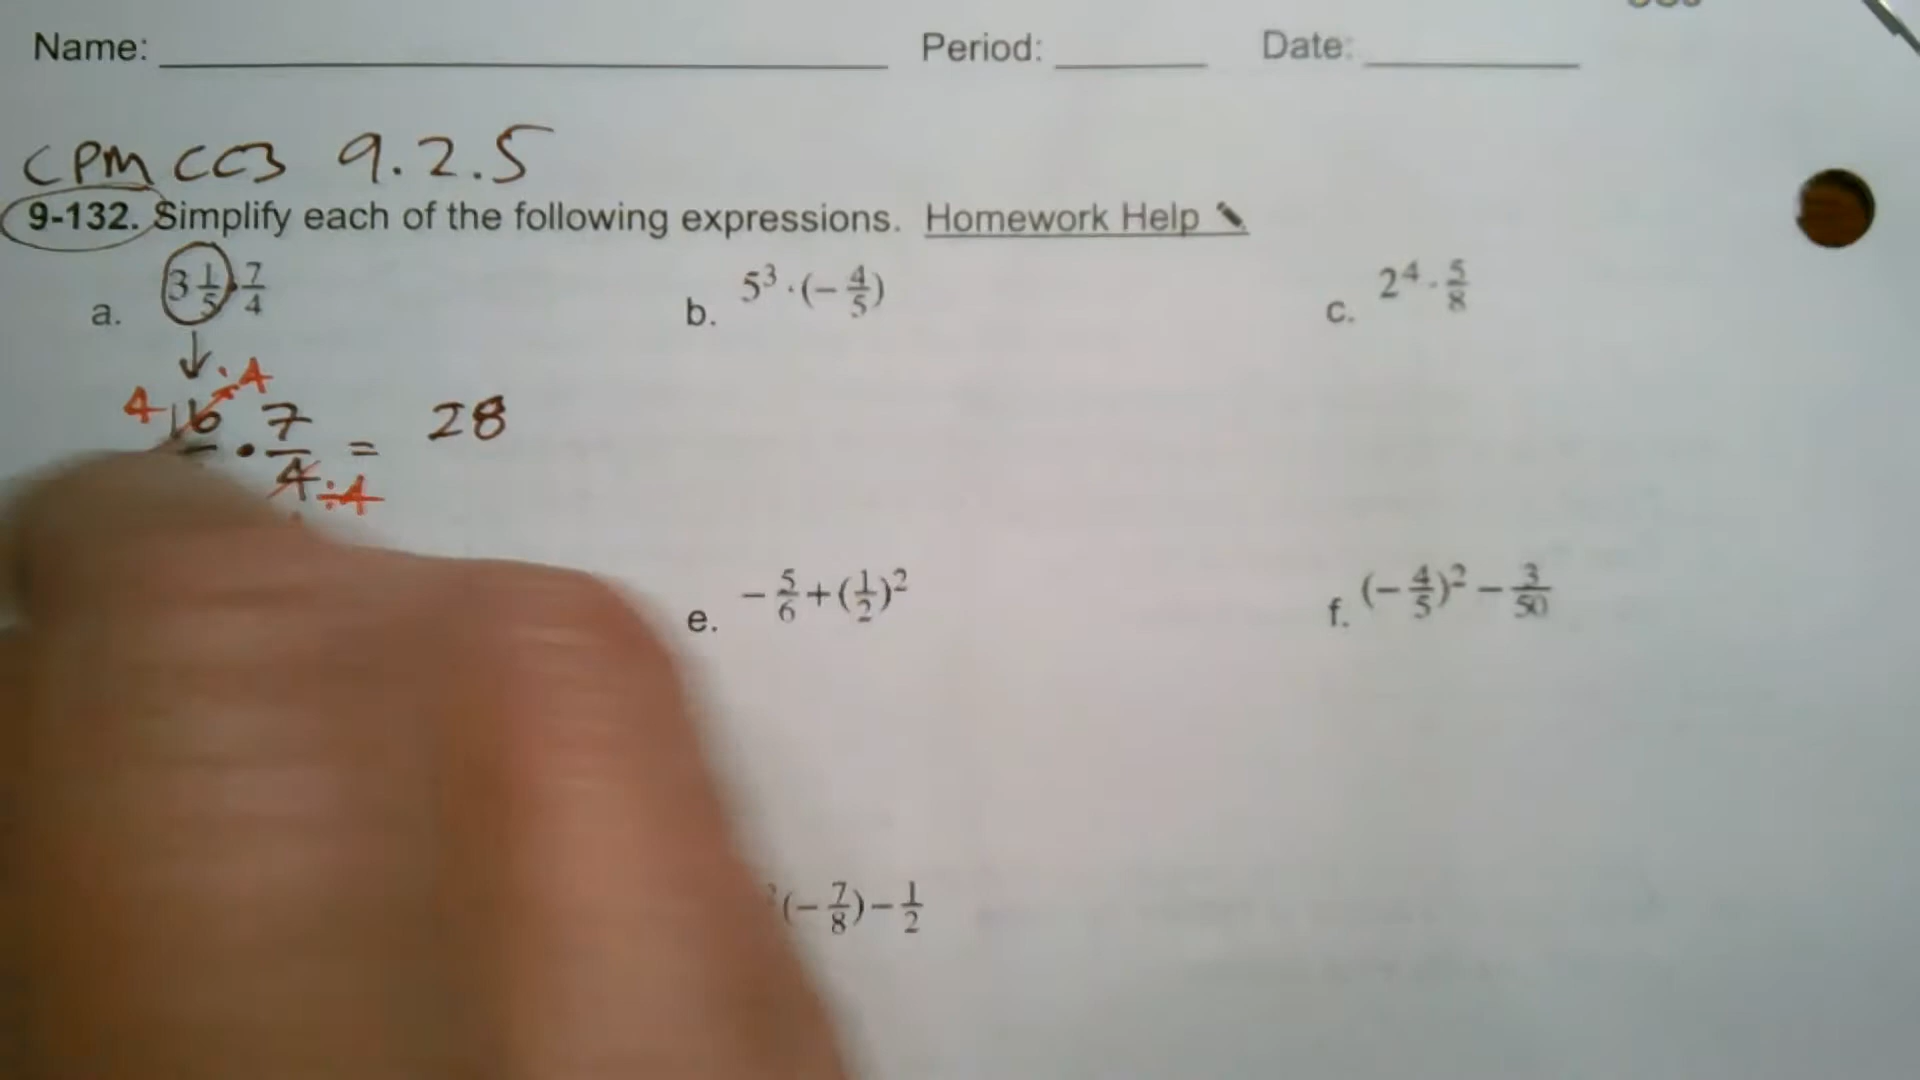 Name: Period: Date:
CPM CC3 9.2.5
9-132. Simplify each of the following expressions. Homework Help
a. 3 1/5 · 7/4
b. 5³ · (− 4/5)
c. 2⁴ · 5/8
÷4
4 16 · 7/4 = 28
÷4
e. − 5/6 + (1/2)²
f. (− 4/5)² − 3/50
(− 7/8) − 1/2